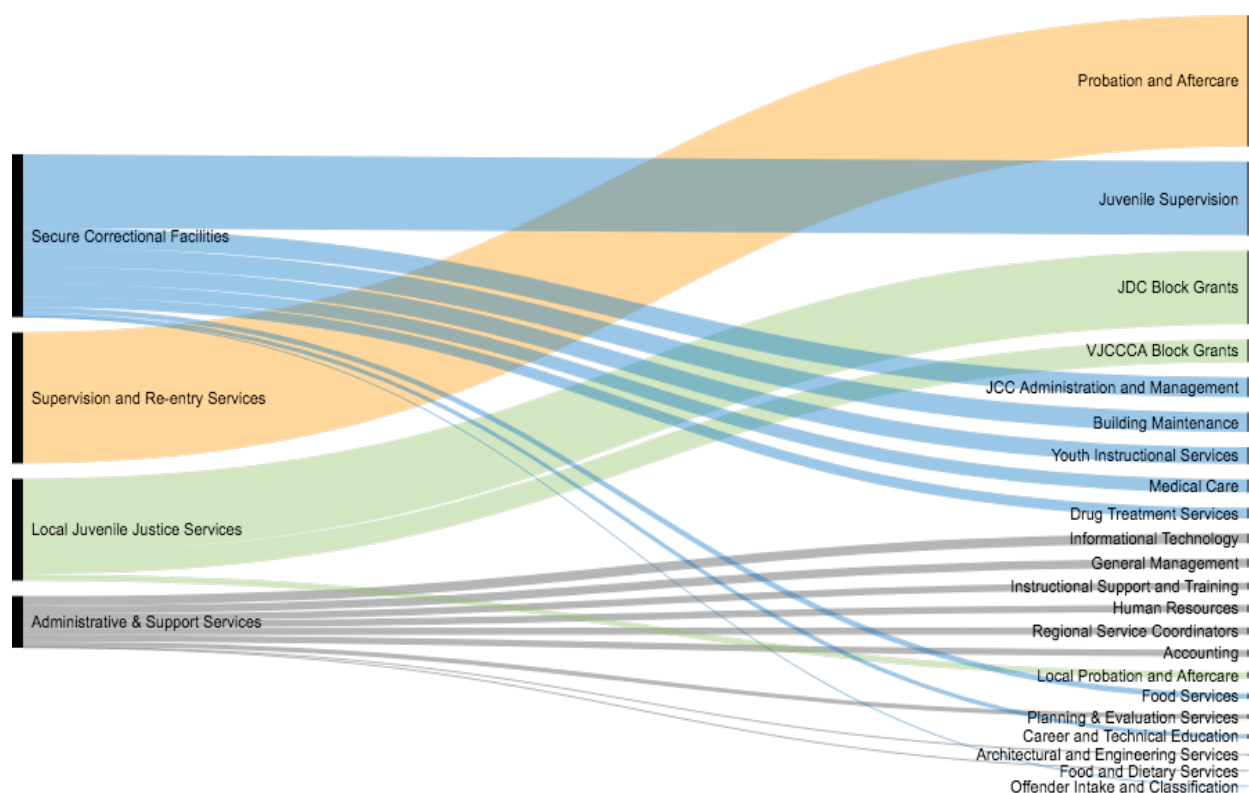 Secure Correctional Facilities
Supervision and Re-entry Services
Local Juvenile Justice Services
Administrative & Support Services
Probation and Aftercare
Juvenile Supervision
JDC Block Grants
VJCCCA Block Grants
JCC Administration and Management
Building Maintenance
Youth Instructional Services
Medical Care
Drug Treatment Services
Informational Technology
General Management
Instructional Support and Training
Human Resources
Regional Service Coordinators
Accounting
Local Probation and Aftercare
Food Services
Planning & Evaluation Services
Career and Technical Education
Architectural and Engineering Services
Food and Dietary Services
Offender Intake and Classification